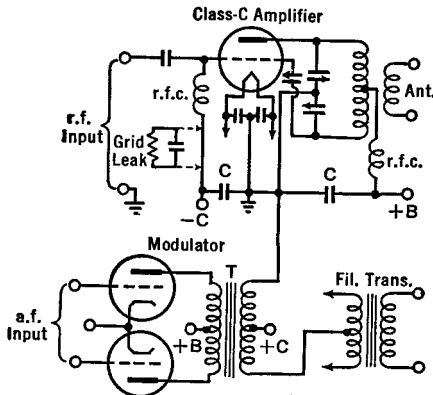 Class-C Amplifier
r.f.c.
Ant.
r.f.
Input
Grid
Leak
C
C
r.f.c.
-C
+B
Modulator
T
Fil. Trans.
a.f.
Input
+B
+C